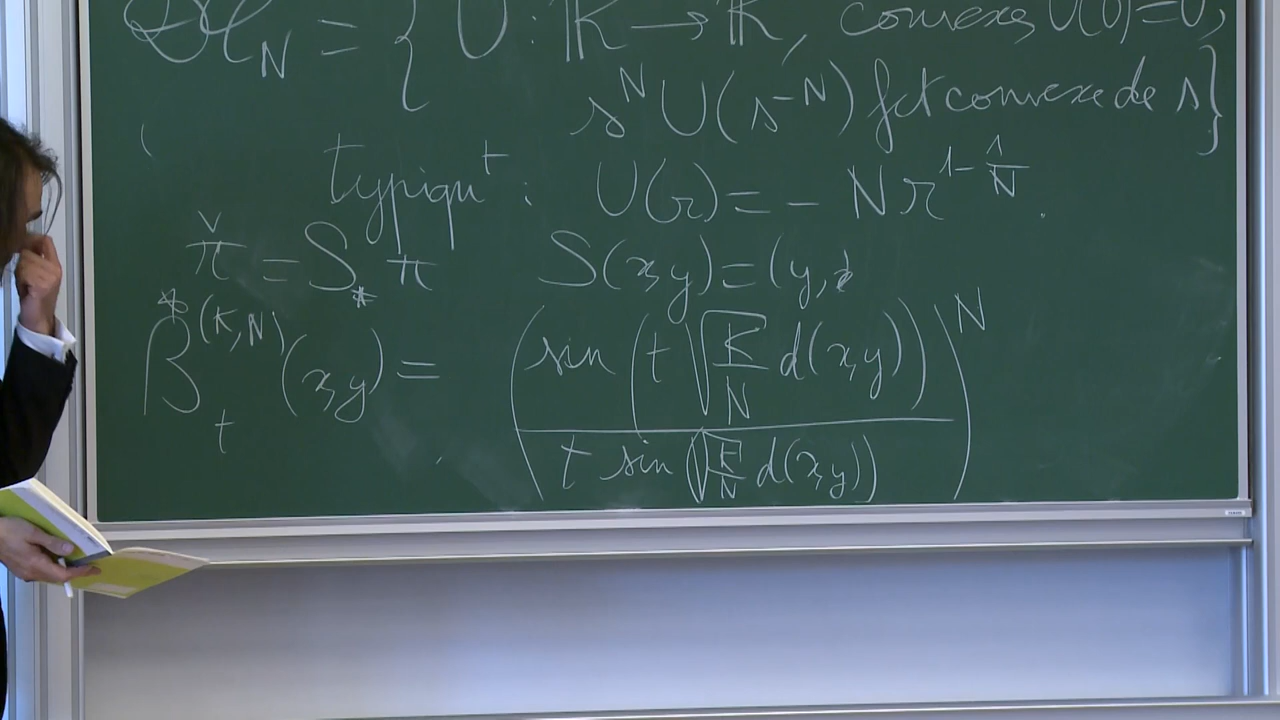 DC_N = { U : ℝ → ℝ, convexe, U(0)=0,
s^N U(s^{-N}) fct convexe de s }
typiqu^t : U(r) = - N r^{1-1/N}.
π̌ = S_* π    S(x,y) = (y,x
β_t^{(K,N)}(x,y) = ( sin( t √(K/N) d(x,y) ) / t sin( √(K/N) d(x,y) ) )^N